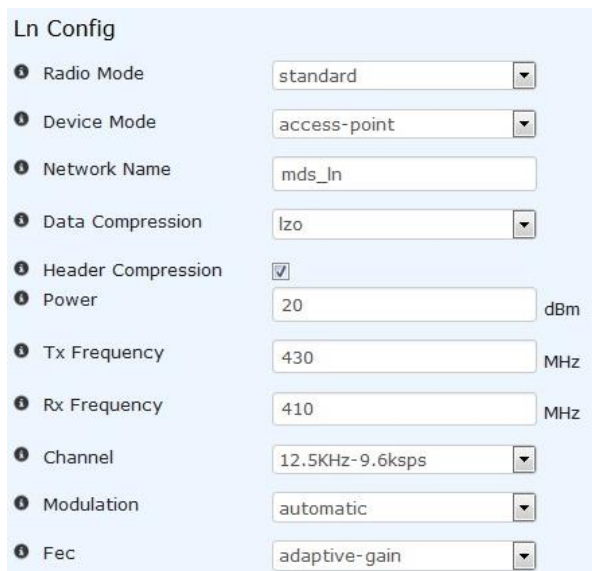 Ln Config
Radio Mode standard
Device Mode access-point
Network Name mds_ln
Data Compression lzo
Header Compression
Power 20 dBm
Tx Frequency 430 MHz
Rx Frequency 410 MHz
Channel 12.5KHz-9.6ksps
Modulation automatic
Fec adaptive-gain